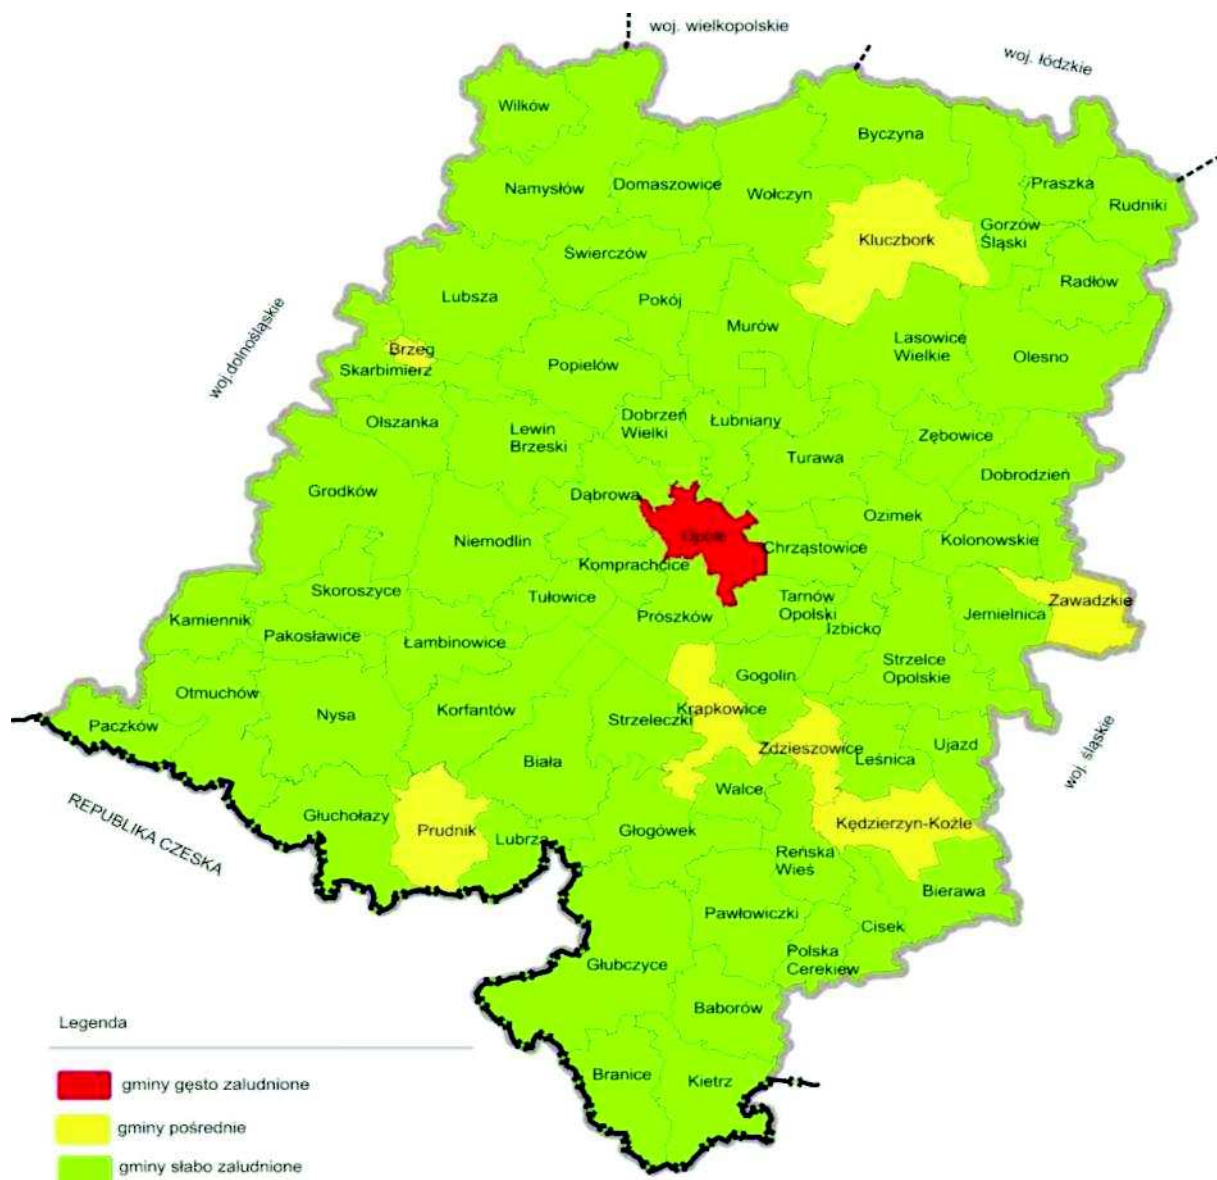 woj. wielkopolskie
woj. łódzkie
Wilków
Byczyna
Namysłów
Domaszowice
Wołczyn
Praszka
Rudniki
Gorzów
Śląski
Kluczbork
Świerczów
Radłów
Lubsza
Pokój
Murów
Lasowice
Wielkie
Olesno
woj.dolnośląskie
Brzeg
Skarbimierz
Popielów
Olszanka
Lewin
Brzeski
Dobrzeń
Wielki
Łubniany
Zębowice
Turawa
Dobrodzień
Grodków
Dąbrowa
Ozimek
Niemodlin
Opole
Chrząstowice
Kolonowskie
Komprachcice
Skoroszyce
Tułowice
Tarnów
Opolski
Zawadzkie
Kamiennik
Pakosławice
Łambinowice
Prószków
Izbicko
Jemielnica
Strzelce
Opolskie
Otmuchów
Gogolin
Paczków
Nysa
Korfantów
Strzeleczki
Krapkowice
Zdzieszowice
Leśnica
Ujazd
woj. śląskie
Biała
Walce
REPUBLIKA CZESKA
Głuchołazy
Prudnik
Lubrza
Głogówek
Kędzierzyn-Koźle
Reńska
Wieś
Bierawa
Pawłowiczki
Cisek
Polska
Cerekiew
Głubczyce
Baborów
Branice
Kietrz
Legenda
gminy gęsto zaludnione
gminy pośrednie
gminy słabo zaludnione